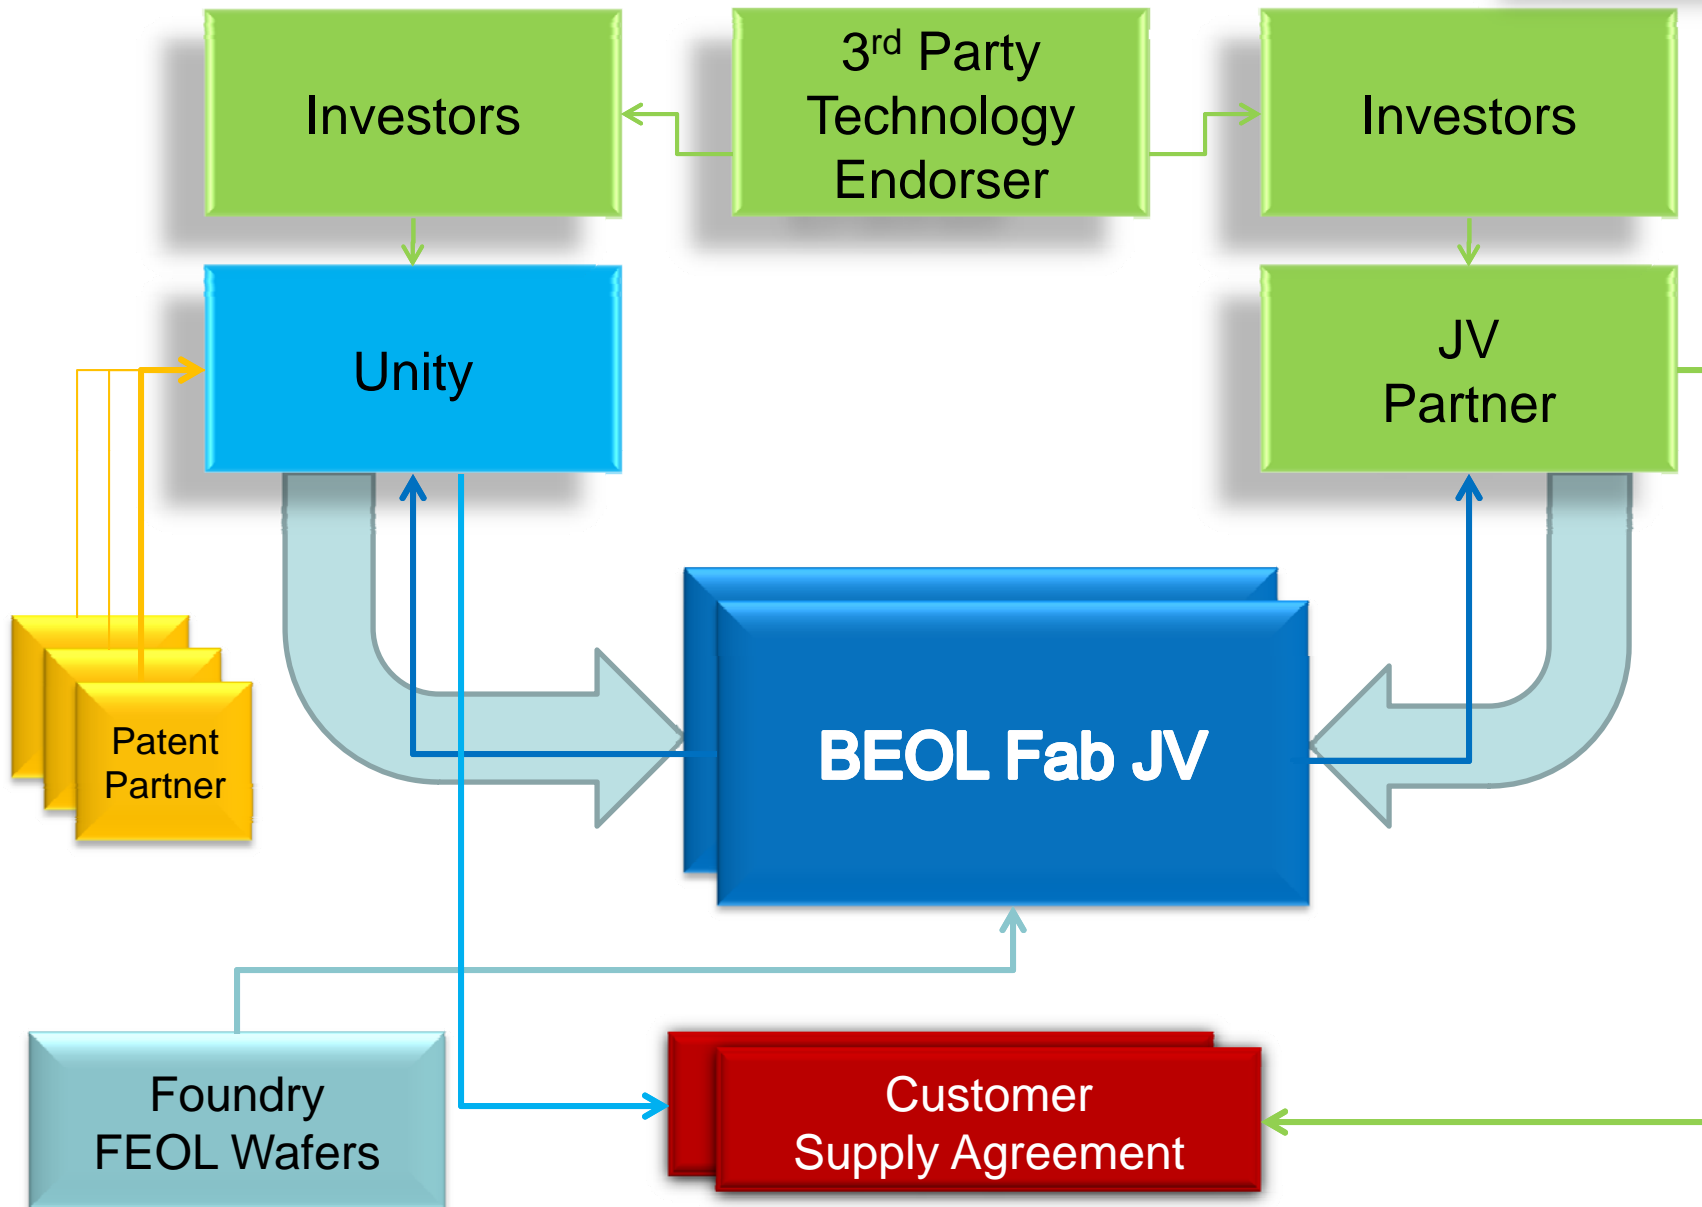 Investors
3rd Party
Technology
Endorser
Investors
Unity
JV
Partner
Patent
Partner
BEOL Fab JV
Foundry
FEOL Wafers
Customer
Supply Agreement